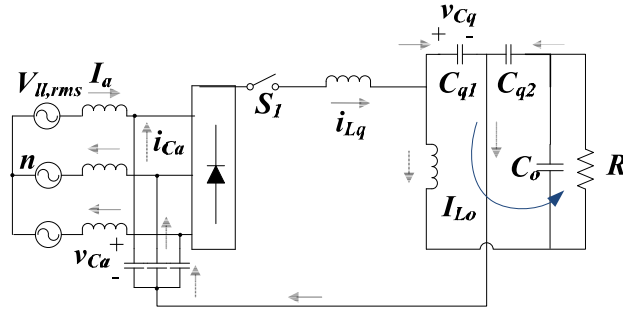 v_Cq
+ -
V_ll,rms I_a
C_q1 C_q2
S_1
i_Ca i_Lq
n
C_o R
I_Lo
v_Ca +
-